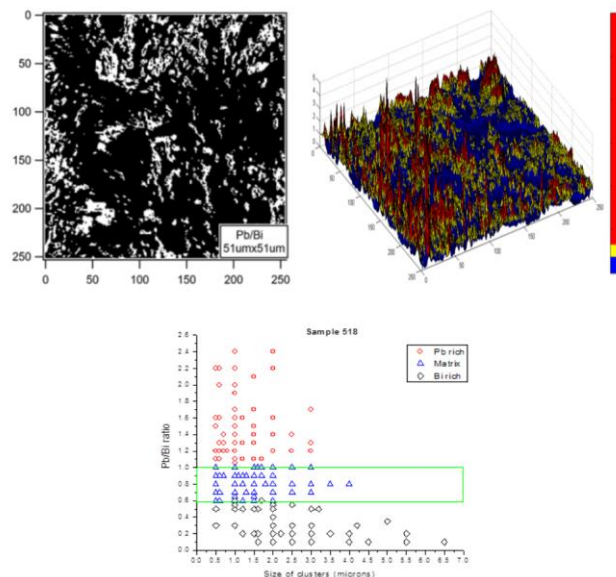 0
50
100
150
200
250
0 50 100 150 200 250
Pb/Bi
51umx51um
Sample 518
Pb rich
Matrix
Bi rich
Pb/Bi ratio
2.6
2.4
2.2
2.0
1.8
1.6
1.4
1.2
1.0
0.8
0.6
0.4
0.2
0.0
0.0 0.5 1.0 1.5 2.0 2.5 3.0 3.5 4.0 4.5 5.0 5.5 6.0 6.5 7.0
Size of clusters (microns)